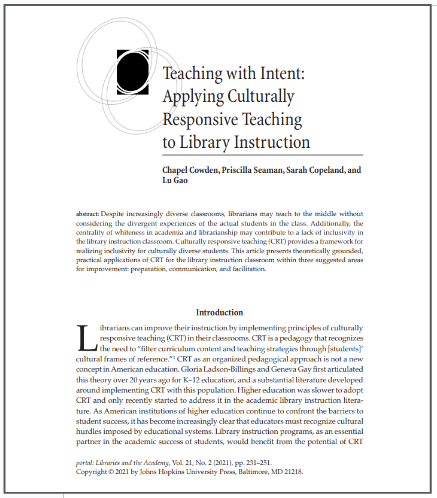 Teaching with Intent:
Applying Culturally
Responsive Teaching
to Library Instruction
Chapel Cowden, Priscilla Seaman, Sarah Copeland, and
Lu Gao
abstract: Despite increasingly diverse classrooms, librarians may teach to the middle without
considering the divergent experiences of the actual students in the class. Additionally, the
centrality of whiteness in academia and librarianship may contribute to a lack of inclusivity in
the library instruction classroom. Culturally responsive teaching (CRT) provides a framework for
realizing inclusivity for culturally diverse students. This article presents theoretically grounded,
practical applications of CRT for the library instruction classroom within three suggested areas
for improvement: preparation, communication, and facilitation.
Introduction
Librarians can improve their instruction by implementing principles of culturally
responsive teaching (CRT) in their classrooms. CRT is a pedagogy that recognizes
the need to "filter curriculum content and teaching strategies through [students']
cultural frames of reference."¹ CRT as an organized pedagogical approach is not a new
concept in American education. Gloria Ladson-Billings and Geneva Gay first articulated
this theory over 20 years ago for K–12 education, and a substantial literature developed
around implementing CRT with this population. Higher education was slower to adopt
CRT and only recently started to address it in the academic library instruction litera-
ture. As American institutions of higher education continue to confront the barriers to
student success, it has become increasingly clear that educators must recognize cultural
hurdles imposed by educational systems. Library instruction programs, as an essential
partner in the academic success of students, would benefit from the potential of CRT
portal: Libraries and the Academy, Vol. 21, No. 2 (2021), pp. 231–251.
Copyright © 2021 by Johns Hopkins University Press, Baltimore, MD 21218.